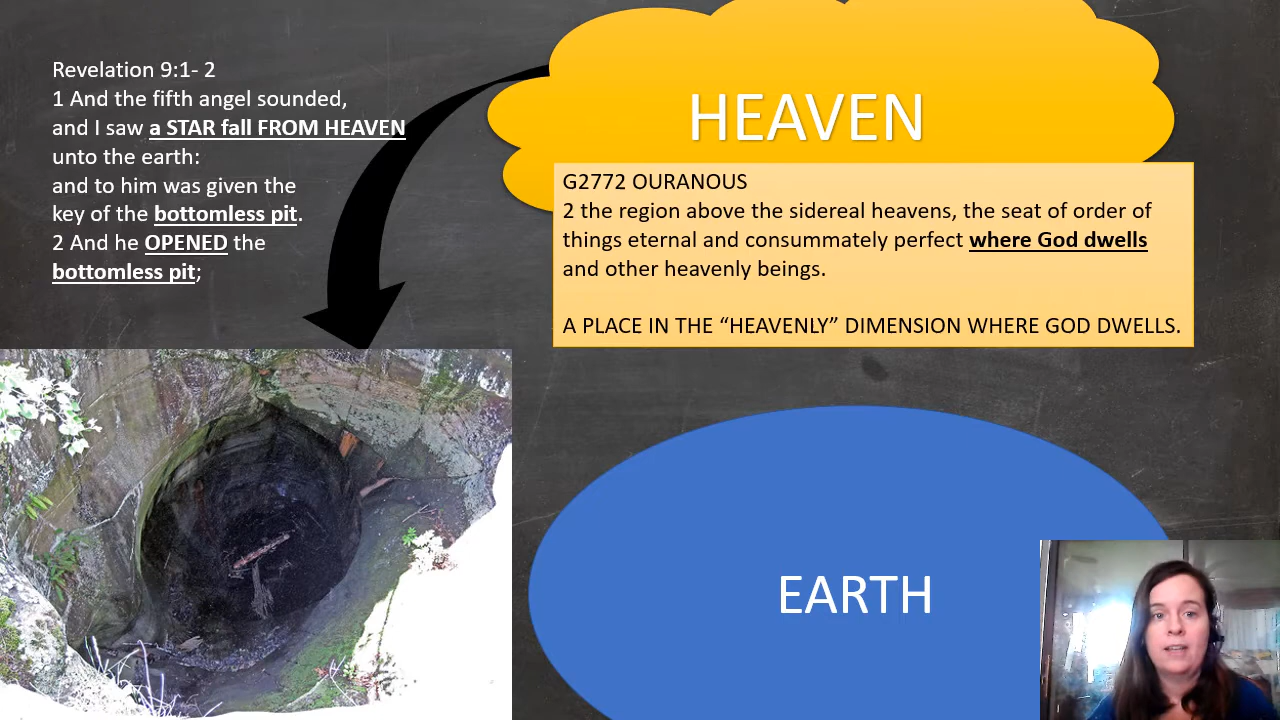 Revelation 9:1- 2
1 And the fifth angel sounded,
and I saw a STAR fall FROM HEAVEN
unto the earth:
and to him was given the
key of the bottomless pit.
2 And he OPENED the
bottomless pit;
HEAVEN
G2772 OURANOUS
2 the region above the sidereal heavens, the seat of order of
things eternal and consummately perfect where God dwells
and other heavenly beings.
A PLACE IN THE “HEAVENLY” DIMENSION WHERE GOD DWELLS.
EARTH